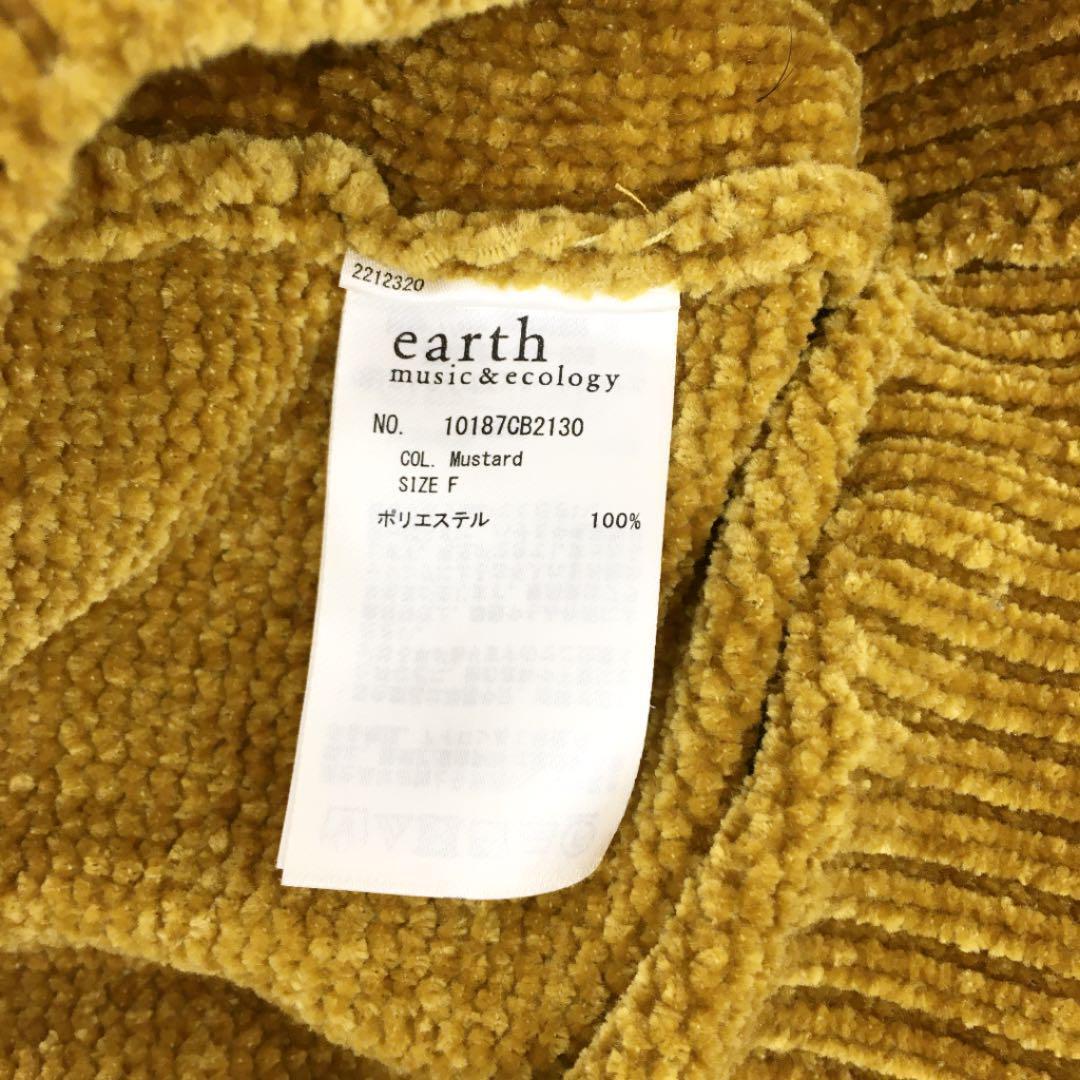 2212320
earth
music&ecology
NO. 10187CB2130
COL. Mustard
SIZE F
ポリエステル 100%